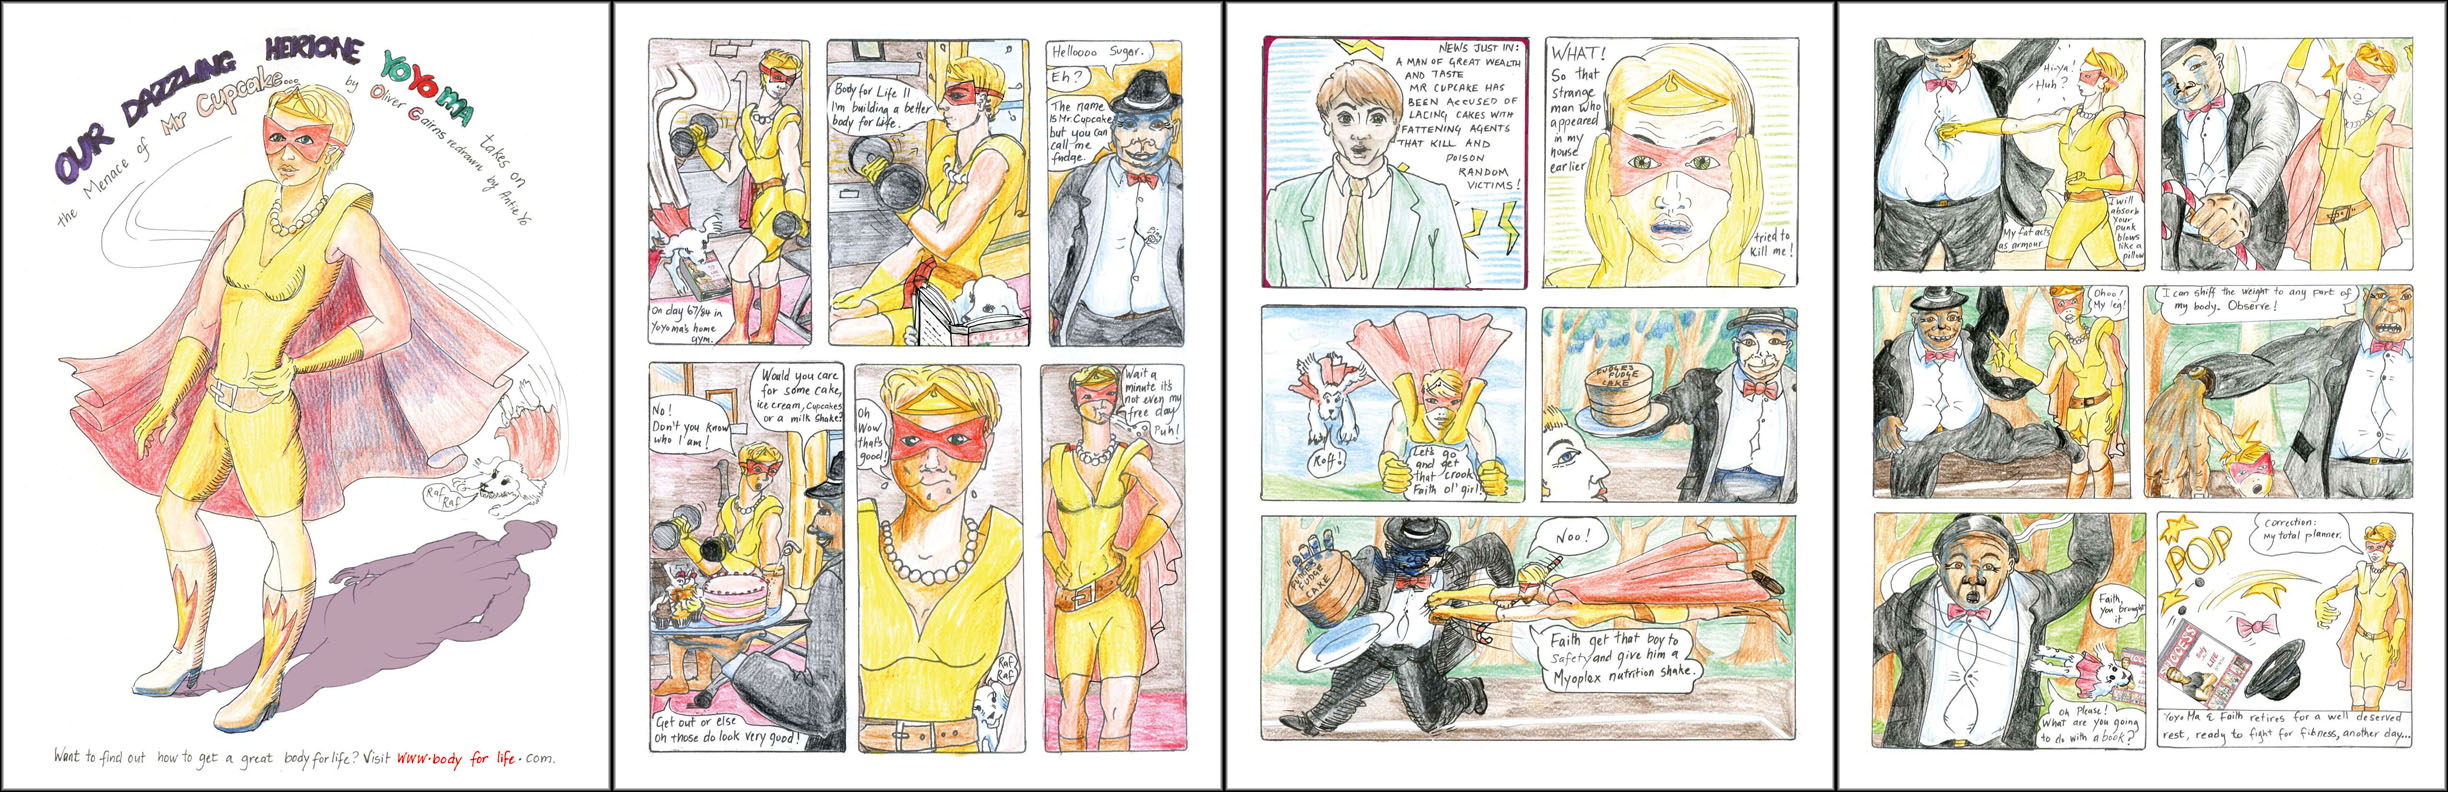 OUR DAZZLING HERIONE YOYO MA
takes on
the Menace of Mr Cupcake...
by Oliver Cairns redrawn by Antie Yo
Raf
Raf
Want to find out how to get a great body for life? Visit www.body for life.com.
On day 67/84 in
Yoyo ma's home
gym.
Body for Life II
I'm building a better
body for Life.
Helloooo Sugar.
Eh?
The name
Is Mr. Cupcake
but you can
call me
fudge.
No!
Don't you know
who I am!
Would you care
for some cake,
ice cream, Cupcakes
or a milk shake?
Get out or else
oh those do look very good!
Oh
Wow
that's
good!
Raf
Raf
Wait a
minute it's
not even my
free day
Puh!
NEWS JUST IN:
A MAN OF GREAT WEALTH
AND TASTE
MR CUPCAKE HAS
BEEN ACCUSED OF
LACING CAKES WITH
FATTENING AGENTS
THAT KILL AND
POISON
RANDOM
VICTIMS!
WHAT!
So that
strange
man who
appeared
in my
house
earlier
tried to
kill me!
Roff!
Let's go
and get
that crook
Faith ol' girl!
FUDGES
FUDGE
CAKE
FUDGE
CAKE
Noo!
Faith get that boy to
Safety and give him a
Myoplex nutrition shake.
Hi-ya!
Huh?
My fat acts
as armour
I will
absorb
your
punk
blows
like a
pillow
Ohoo!
My leg!
I can shiff the weight to any part of
my body. Observe!
Faith,
you brought
it
Oh Please!
What are you going
to do with a book?
POP
Correction:
My total planner.
SUCCESS
Body
for
LIFE
Yoyo Ma & Faith retires for a well deserved
rest, ready to fight for fibness, another day...